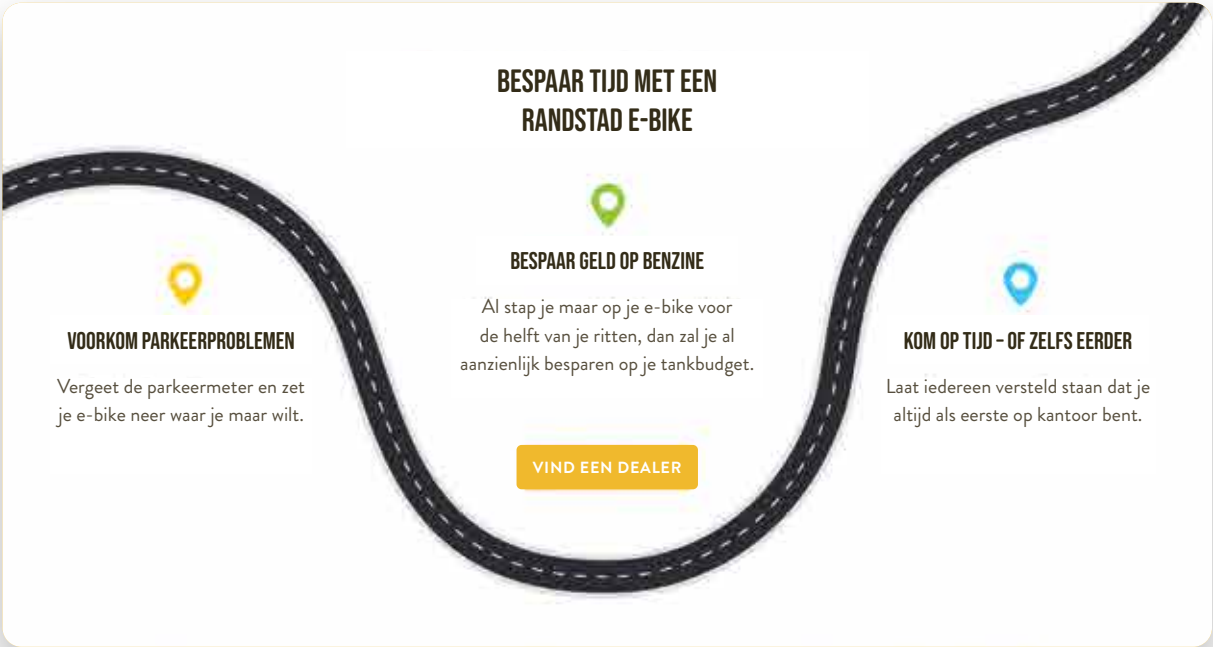 BESPAAR TIJD MET EEN
RANDSTAD E-BIKE
VOORKOM PARKEERPROBLEMEN
Vergeet de parkeermeter en zet
je e-bike neer waar je maar wilt.
BESPAAR GELD OP BENZINE
Al stap je maar op je e-bike voor
de helft van je ritten, dan zal je al
aanzienlijk besparen op je tankbudget.
VIND EEN DEALER
KOM OP TIJD – OF ZELFS EERDER
Laat iedereen versteld staan dat je
altijd als eerste op kantoor bent.